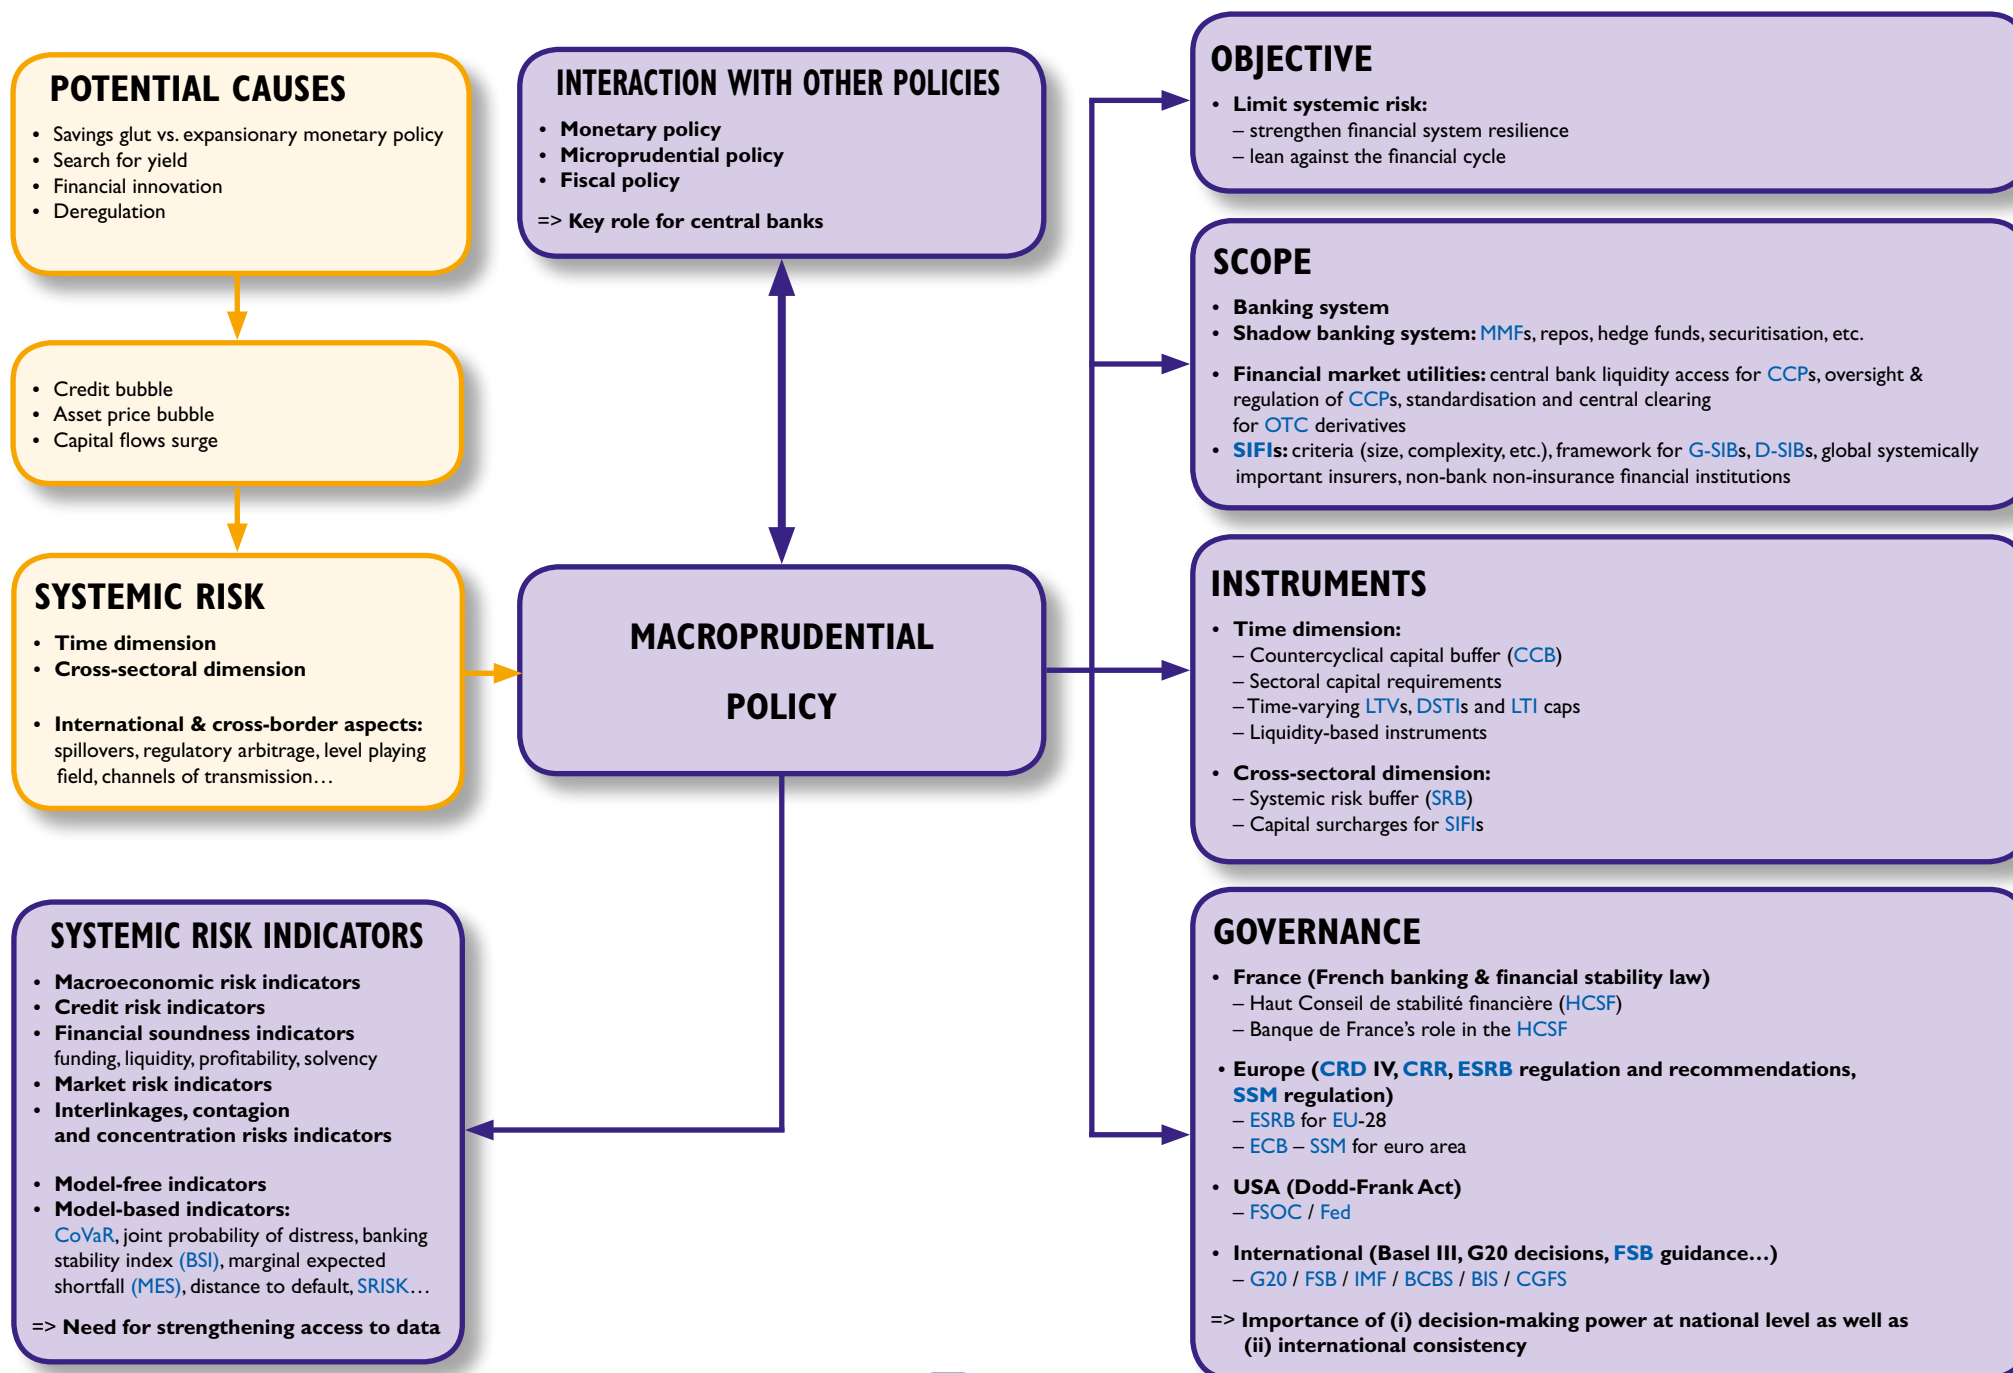 POTENTIAL CAUSES
• Savings glut vs. expansionary monetary policy
• Search for yield
• Financial innovation
• Deregulation
• Credit bubble
• Asset price bubble
• Capital flows surge
SYSTEMIC RISK
• Time dimension
• Cross-sectoral dimension
• International & cross-border aspects:
spillovers, regulatory arbitrage, level playing
field, channels of transmission…
SYSTEMIC RISK INDICATORS
• Macroeconomic risk indicators
• Credit risk indicators
• Financial soundness indicators
funding, liquidity, profitability, solvency
• Market risk indicators
• Interlinkages, contagion
and concentration risks indicators
• Model-free indicators
• Model-based indicators:
CoVaR, joint probability of distress, banking
stability index (BSI), marginal expected
shortfall (MES), distance to default, SRISK…
=> Need for strengthening access to data
INTERACTION WITH OTHER POLICIES
• Monetary policy
• Microprudential policy
• Fiscal policy
=> Key role for central banks
MACROPRUDENTIAL
POLICY
OBJECTIVE
• Limit systemic risk:
– strengthen financial system resilience
– lean against the financial cycle
SCOPE
• Banking system
• Shadow banking system: MMFs, repos, hedge funds, securitisation, etc.
• Financial market utilities: central bank liquidity access for CCPs, oversight &
regulation of CCPs, standardisation and central clearing
for OTC derivatives
• SIFIs: criteria (size, complexity, etc.), framework for G-SIBs, D-SIBs, global systemically
important insurers, non-bank non-insurance financial institutions
INSTRUMENTS
• Time dimension:
– Countercyclical capital buffer (CCB)
– Sectoral capital requirements
– Time-varying LTVs, DSTIs and LTI caps
– Liquidity-based instruments
• Cross-sectoral dimension:
– Systemic risk buffer (SRB)
– Capital surcharges for SIFIs
GOVERNANCE
• France (French banking & financial stability law)
– Haut Conseil de stabilité financière (HCSF)
– Banque de France's role in the HCSF
• Europe (CRD IV, CRR, ESRB regulation and recommendations,
SSM regulation)
– ESRB for EU-28
– ECB – SSM for euro area
• USA (Dodd-Frank Act)
– FSOC / Fed
• International (Basel III, G20 decisions, FSB guidance…)
– G20 / FSB / IMF / BCBS / BIS / CGFS
=> Importance of (i) decision-making power at national level as well as
(ii) international consistency